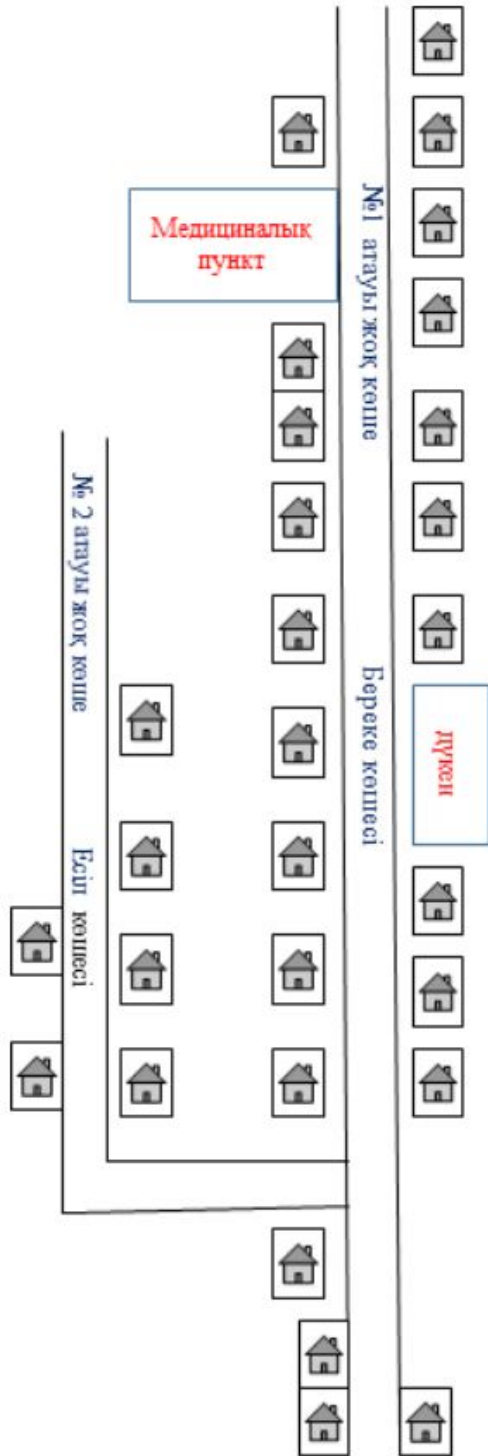 Медициналық
пункт
№1 атауы жоқ көше
Береке көшесі
дүкен
№ 2 атауы жоқ көше
Есіл көшесі